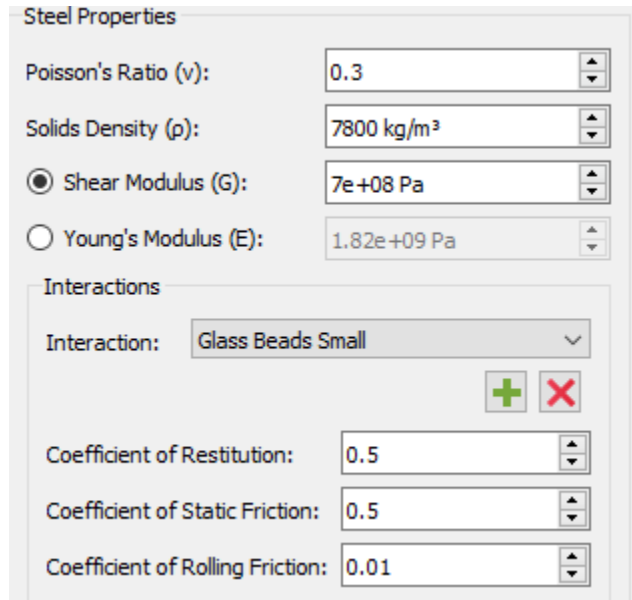 Steel Properties
Poisson's Ratio (ν): 0.3
Solids Density (ρ): 7800 kg/m³
Shear Modulus (G): 7e+08 Pa
Young's Modulus (E): 1.82e+09 Pa
Interactions
Interaction: Glass Beads Small
Coefficient of Restitution: 0.5
Coefficient of Static Friction: 0.5
Coefficient of Rolling Friction: 0.01